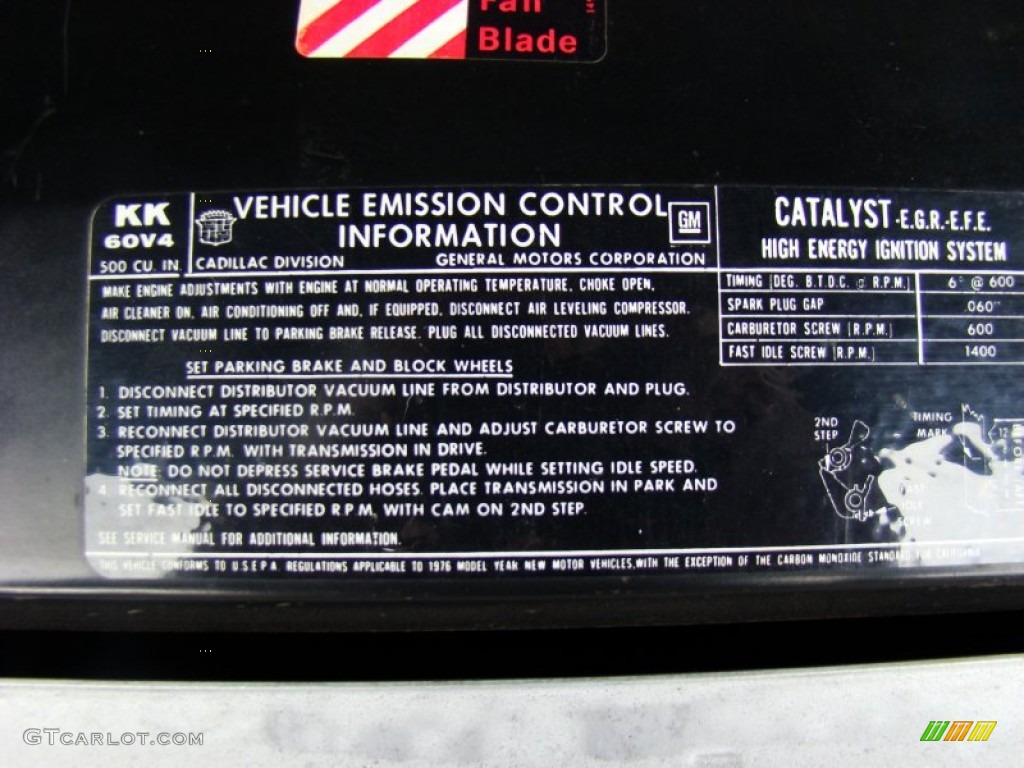 Fan
Blade
KK
60V4
500 CU. IN.
VEHICLE EMISSION CONTROL
INFORMATION
CADILLAC DIVISION GENERAL MOTORS CORPORATION
GM
CATALYST -E.G.R.-E.F.E.
HIGH ENERGY IGNITION SYSTEM
MAKE ENGINE ADJUSTMENTS WITH ENGINE AT NORMAL OPERATING TEMPERATURE, CHOKE OPEN,
AIR CLEANER ON, AIR CONDITIONING OFF AND, IF EQUIPPED, DISCONNECT AIR LEVELING COMPRESSOR.
DISCONNECT VACUUM LINE TO PARKING BRAKE RELEASE. PLUG ALL DISCONNECTED VACUUM LINES.
TIMING (DEG. B.T.D.C. @ R.P.M.) 6° @ 600
SPARK PLUG GAP .060"
CARBURETOR SCREW (R.P.M.) 600
FAST IDLE SCREW (R.P.M.) 1400
SET PARKING BRAKE AND BLOCK WHEELS
1. DISCONNECT DISTRIBUTOR VACUUM LINE FROM DISTRIBUTOR AND PLUG.
2. SET TIMING AT SPECIFIED R.P.M.
3. RECONNECT DISTRIBUTOR VACUUM LINE AND ADJUST CARBURETOR SCREW TO
SPECIFIED R.P.M. WITH TRANSMISSION IN DRIVE.
NOTE: DO NOT DEPRESS SERVICE BRAKE PEDAL WHILE SETTING IDLE SPEED.
4. RECONNECT ALL DISCONNECTED HOSES. PLACE TRANSMISSION IN PARK AND
SET FAST IDLE TO SPECIFIED R.P.M. WITH CAM ON 2ND STEP.
SEE SERVICE MANUAL FOR ADDITIONAL INFORMATION.
THIS VEHICLE CONFORMS TO U.S.E.P.A. REGULATIONS APPLICABLE TO 1976 MODEL YEAR NEW MOTOR VEHICLES, WITH THE EXCEPTION OF THE CARBON MONOXIDE STANDARD FOR CALIFORNIA
2ND
STEP
TIMING
MARK
12
FAST
IDLE
SCREW
GTCARLOT.COM